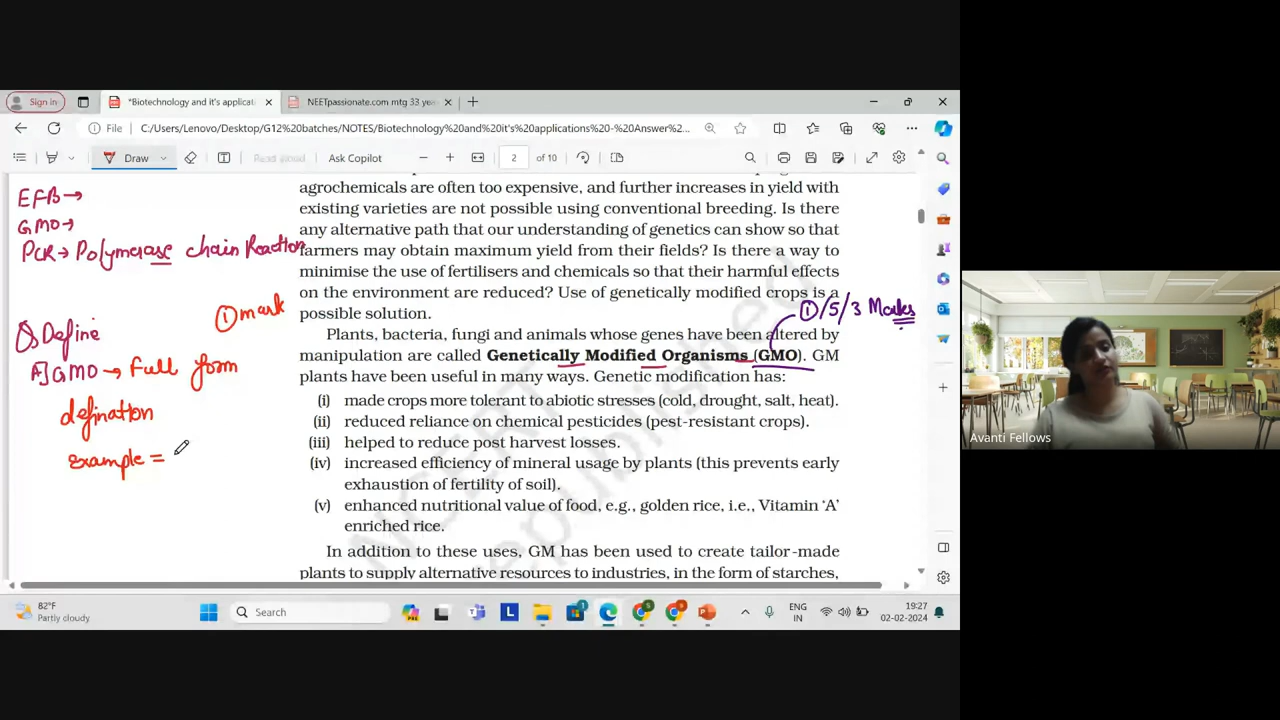 Sign in
*Biotechnology and it's applicati
NEETpassionate.com mtg 33 ye
File
C:/Users/Lenovo/Desktop/G12%20batches/NOTES/Biotechnology%20and%20it's%20applications%20-%20Answer%2...
Draw
Read aloud
Ask Copilot
2 of 10
EFB→
GMO→
PCR→ Polymerase chain Reaction
Q Define
① mark
A] GMO → Full form
defination
Example =
agrochemicals are often too expensive, and further increases in yield with
existing varieties are not possible using conventional breeding. Is there
any alternative path that our understanding of genetics can show so that
farmers may obtain maximum yield from their fields? Is there a way to
minimise the use of fertilisers and chemicals so that their harmful effects
on the environment are reduced? Use of genetically modified crops is a
possible solution.
①/5/3 Marks
Plants, bacteria, fungi and animals whose genes have been altered by
manipulation are called Genetically Modified Organisms (GMO). GM
plants have been useful in many ways. Genetic modification has:
(i) made crops more tolerant to abiotic stresses (cold, drought, salt, heat).
(ii) reduced reliance on chemical pesticides (pest-resistant crops).
(iii) helped to reduce post harvest losses.
(iv) increased efficiency of mineral usage by plants (this prevents early
exhaustion of fertility of soil).
(v) enhanced nutritional value of food, e.g., golden rice, i.e., Vitamin 'A'
enriched rice.
In addition to these uses, GM has been used to create tailor-made
plants to supply alternative resources to industries, in the form of starches,
NCERT
republished
Avanti Fellows
82°F
Partly cloudy
Search
ENG
IN
19:27
02-02-2024